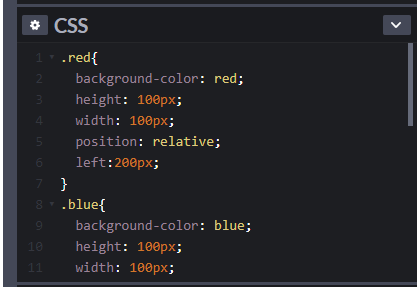 CSS
1 .red{
2 background-color: red;
3 height: 100px;
4 width: 100px;
5 position: relative;
6 left:200px;
7 }
8 .blue{
9 background-color: blue;
10 height: 100px;
11 width: 100px;